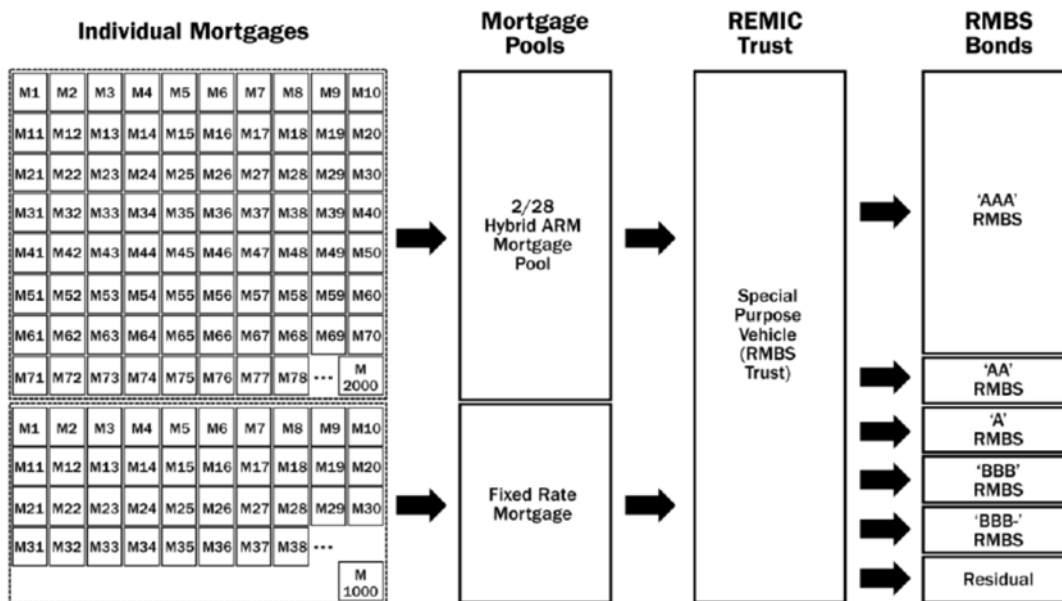 Individual Mortgages
Mortgage
Pools
REMIC
Trust
RMBS
Bonds
M1 M2 M3 M4 M5 M6 M7 M8 M9 M10
M11 M12 M13 M14 M15 M16 M17 M18 M19 M20
M21 M22 M23 M24 M25 M26 M27 M28 M29 M30
M31 M32 M33 M34 M35 M36 M37 M38 M39 M40
M41 M42 M43 M44 M45 M46 M47 M48 M49 M50
M51 M52 M53 M54 M55 M56 M57 M58 M59 M60
M61 M62 M63 M64 M65 M66 M67 M68 M69 M70
M71 M72 M73 M74 M75 M76 M77 M78 ··· M
2000
M1 M2 M3 M4 M5 M6 M7 M8 M9 M10
M11 M12 M13 M14 M15 M16 M17 M18 M19 M20
M21 M22 M23 M24 M25 M26 M27 M28 M29 M30
M31 M32 M33 M34 M35 M36 M37 M38 ···
M
1000
2/28
Hybrid ARM
Mortgage
Pool
Fixed Rate
Mortgage
Special
Purpose
Vehicle
(RMBS
Trust)
‘AAA’
RMBS
‘AA’
RMBS
‘A’
RMBS
‘BBB’
RMBS
‘BBB-’
RMBS
Residual